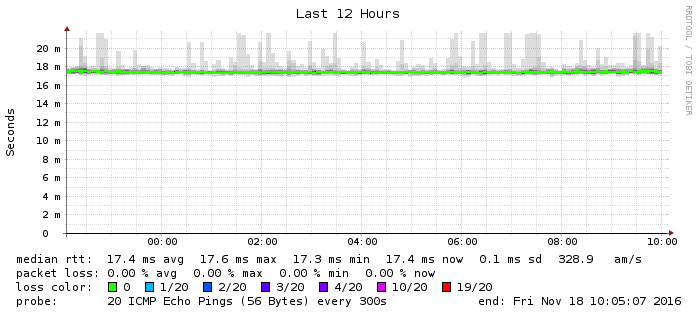 Last 12 Hours
RRDTOOL / TOBI OETIKER
Seconds
20 m
18 m
16 m
14 m
12 m
10 m
8 m
6 m
4 m
2 m
0
00:00 02:00 04:00 06:00 08:00 10:00
median rtt: 17.4 ms avg 17.6 ms max 17.3 ms min 17.4 ms now 0.1 ms sd 328.9 am/s
packet loss: 0.00 % avg 0.00 % max 0.00 % min 0.00 % now
loss color: 0 1/20 2/20 3/20 4/20 10/20 19/20
probe: 20 ICMP Echo Pings (56 Bytes) every 300s end: Fri Nov 18 10:05:07 2016